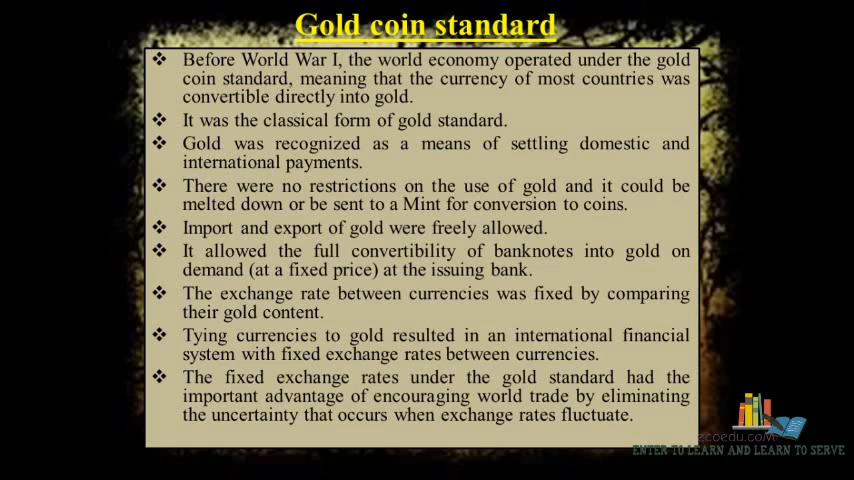 Gold coin standard
❖ Before World War I, the world economy operated under the gold
coin standard, meaning that the currency of most countries was
convertible directly into gold.
❖ It was the classical form of gold standard.
❖ Gold was recognized as a means of settling domestic and
international payments.
❖ There were no restrictions on the use of gold and it could be
melted down or be sent to a Mint for conversion to coins.
❖ Import and export of gold were freely allowed.
❖ It allowed the full convertibility of banknotes into gold on
demand (at a fixed price) at the issuing bank.
❖ The exchange rate between currencies was fixed by comparing
their gold content.
❖ Tying currencies to gold resulted in an international financial
system with fixed exchange rates between currencies.
❖ The fixed exchange rates under the gold standard had the
important advantage of encouraging world trade by eliminating
the uncertainty that occurs when exchange rates fluctuate.
ENTER TO LEARN AND LEARN TO SERVE